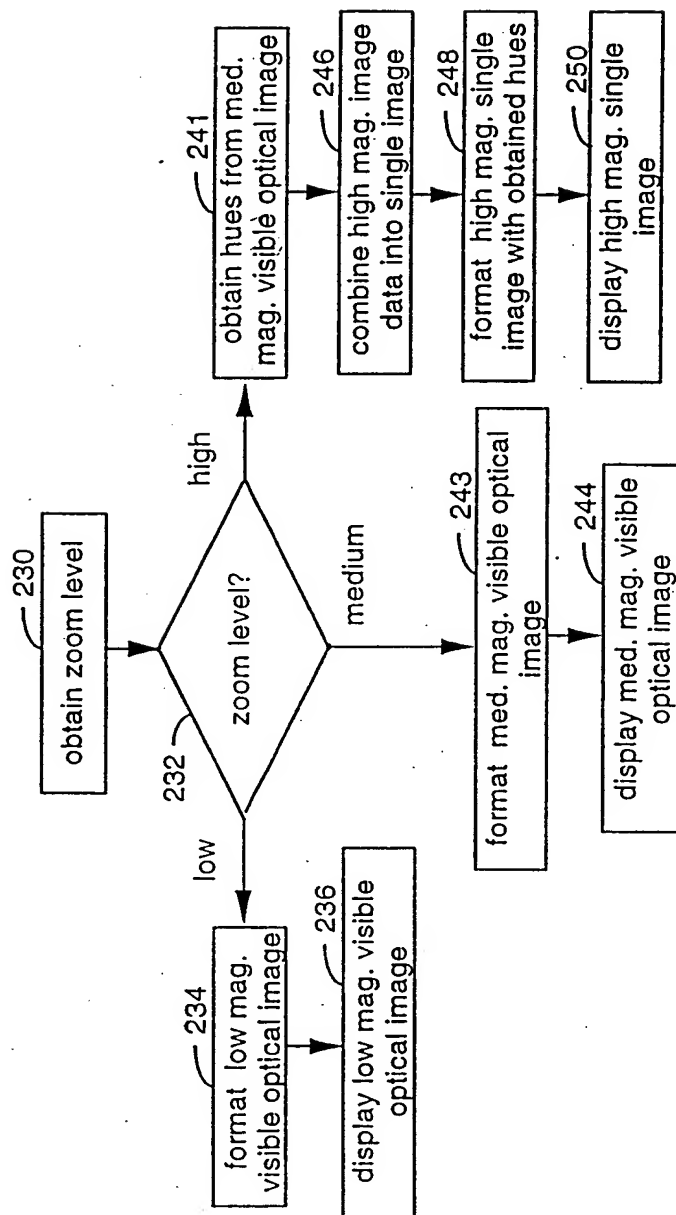 230
obtain zoom level
232
zoom level?
low
medium
high
234
format low mag.
visible optical image
236
display low mag. visible
optical image
243
format med. mag. visible optical
image
244
display med. mag. visible
optical image
241
obtain hues from med.
mag. visible optical image
246
combine high mag. image
data into single image
248
format high mag. single
image with obtained hues
250
display high mag. single
image